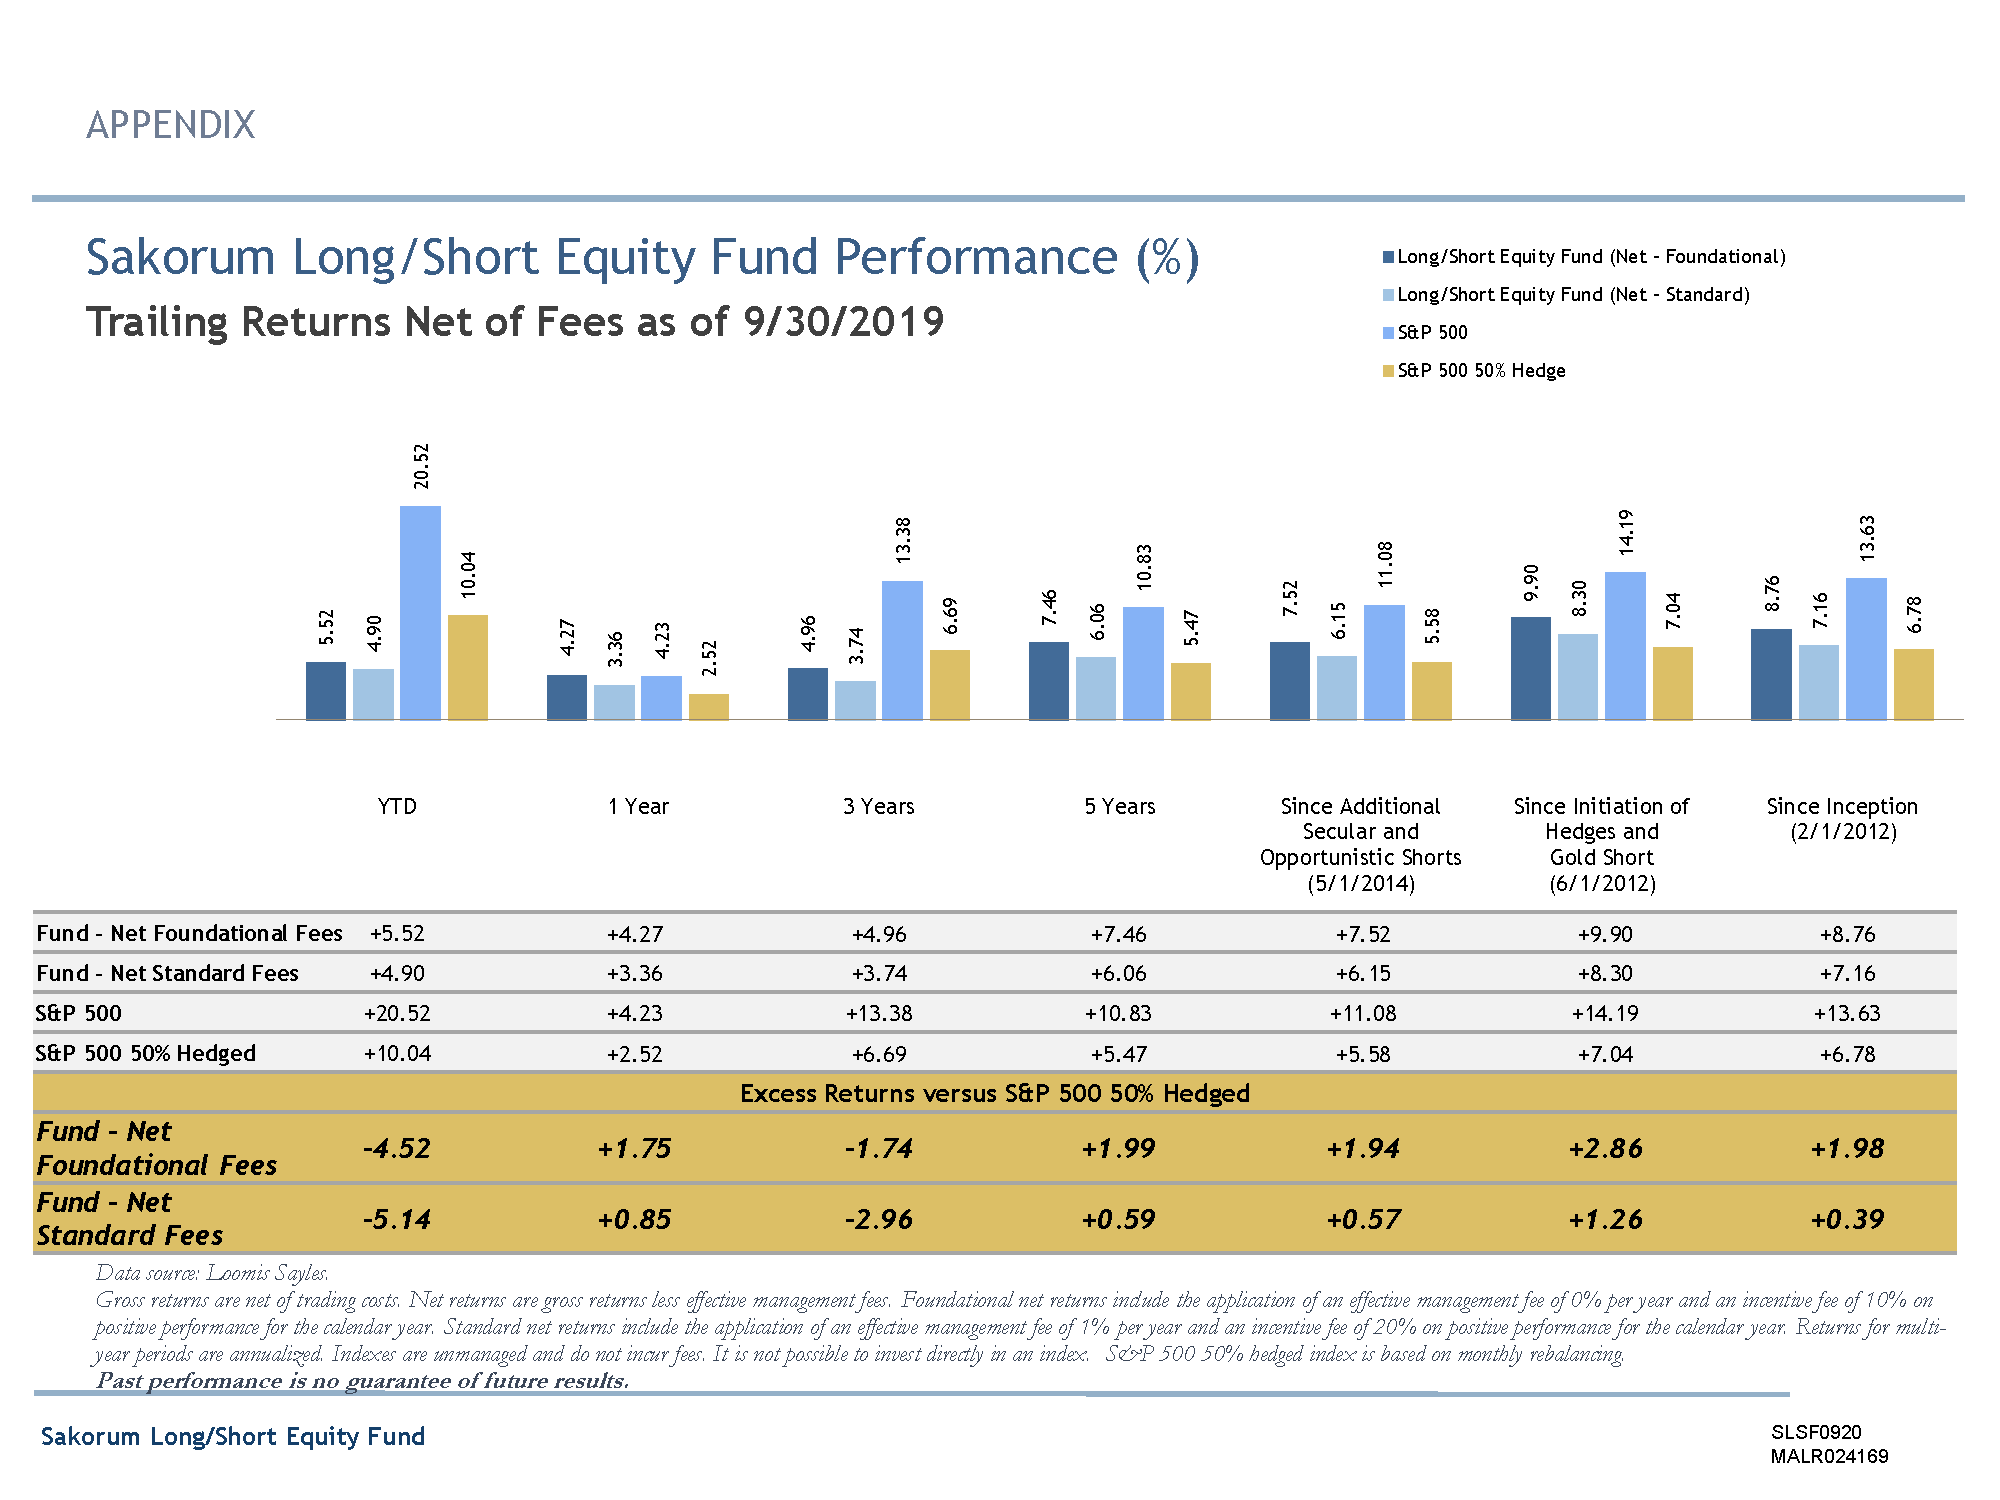 APPENDIX
Sakorum Long/Short Equity Fund Performance (%)
Trailing Returns Net of Fees as of 9/30/2019
Long/Short Equity Fund (Net - Foundational)
Long/Short Equity Fund (Net - Standard)
S&P 500
S&P 500 50% Hedge
5.52 4.90 20.52 10.04
4.27 3.36 4.23 2.52
4.96 3.74 13.38 6.69
7.46 6.06 10.83 5.47
7.52 6.15 11.08 5.58
9.90 8.30 14.19 7.04
8.76 7.16 13.63 6.78
YTD
1 Year
3 Years
5 Years
Since Additional
Secular and
Opportunistic Shorts
(5/1/2014)
Since Initiation of
Hedges and
Gold Short
(6/1/2012)
Since Inception
(2/1/2012)
Fund - Net Foundational Fees +5.52 +4.27 +4.96 +7.46 +7.52 +9.90 +8.76
Fund - Net Standard Fees +4.90 +3.36 +3.74 +6.06 +6.15 +8.30 +7.16
S&P 500 +20.52 +4.23 +13.38 +10.83 +11.08 +14.19 +13.63
S&P 500 50% Hedged +10.04 +2.52 +6.69 +5.47 +5.58 +7.04 +6.78
Excess Returns versus S&P 500 50% Hedged
Fund - Net
Foundational Fees -4.52 +1.75 -1.74 +1.99 +1.94 +2.86 +1.98
Fund - Net
Standard Fees -5.14 +0.85 -2.96 +0.59 +0.57 +1.26 +0.39
Data source: Loomis Sayles.
Gross returns are net of trading costs. Net returns are gross returns less effective management fees. Foundational net returns include the application of an effective management fee of 0% per year and an incentive fee of 10% on
positive performance for the calendar year. Standard net returns include the application of an effective management fee of 1% per year and an incentive fee of 20% on positive performance for the calendar year. Returns for multi-
year periods are annualized. Indexes are unmanaged and do not incur fees. It is not possible to invest directly in an index. S&P 500 50% hedged index is based on monthly rebalancing.
Past performance is no guarantee of future results.
Sakorum Long/Short Equity Fund
SLSF0920
MALR024169